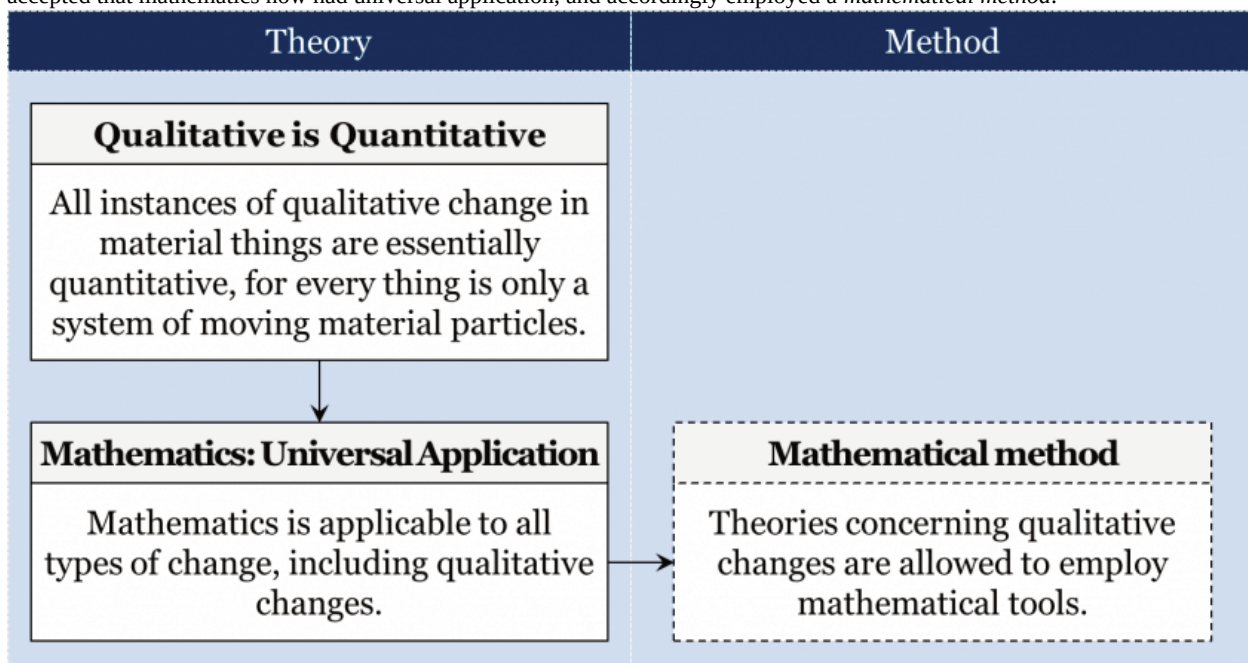 accepted that mathematics now had universal application, and accordingly employed a mathematical method.
Theory
Method
Qualitative is Quantitative
All instances of qualitative change in
material things are essentially
quantitative, for every thing is only a
system of moving material particles.
Mathematics: Universal Application
Mathematics is applicable to all
types of change, including qualitative
changes.
Mathematical method
Theories concerning qualitative
changes are allowed to employ
mathematical tools.